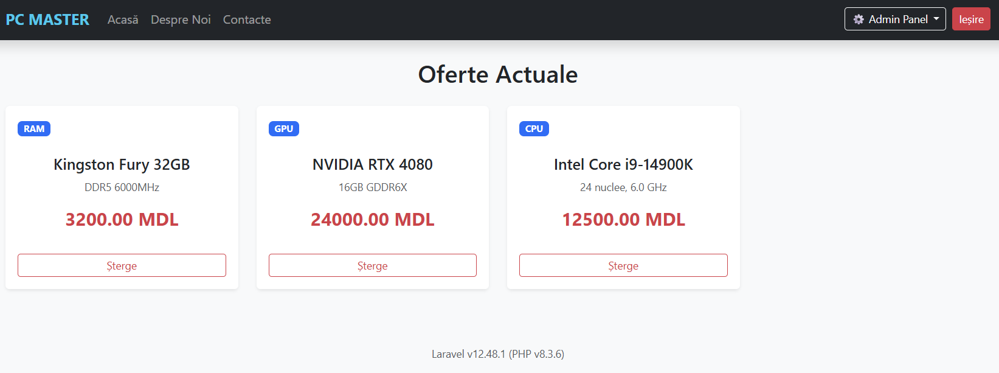 PC MASTER Acasă Despre Noi Contacte Admin Panel Ieșire
Oferte Actuale
RAM
Kingston Fury 32GB
DDR5 6000MHz
3200.00 MDL
Șterge
GPU
NVIDIA RTX 4080
16GB GDDR6X
24000.00 MDL
Șterge
CPU
Intel Core i9-14900K
24 nuclee, 6.0 GHz
12500.00 MDL
Șterge
Laravel v12.48.1 (PHP v8.3.6)